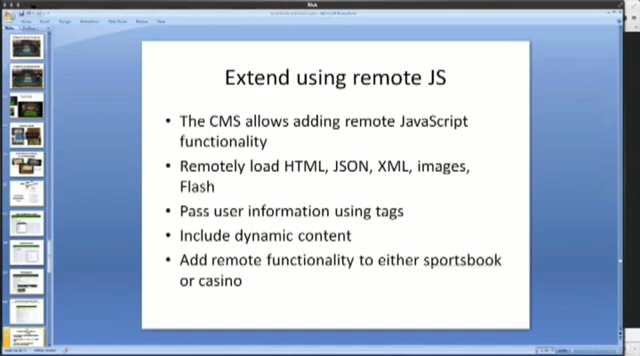 Extend using remote JS
• The CMS allows adding remote JavaScript
functionality
• Remotely load HTML, JSON, XML, images,
Flash
• Pass user information using tags
• Include dynamic content
• Add remote functionality to either sportsbook
or casino